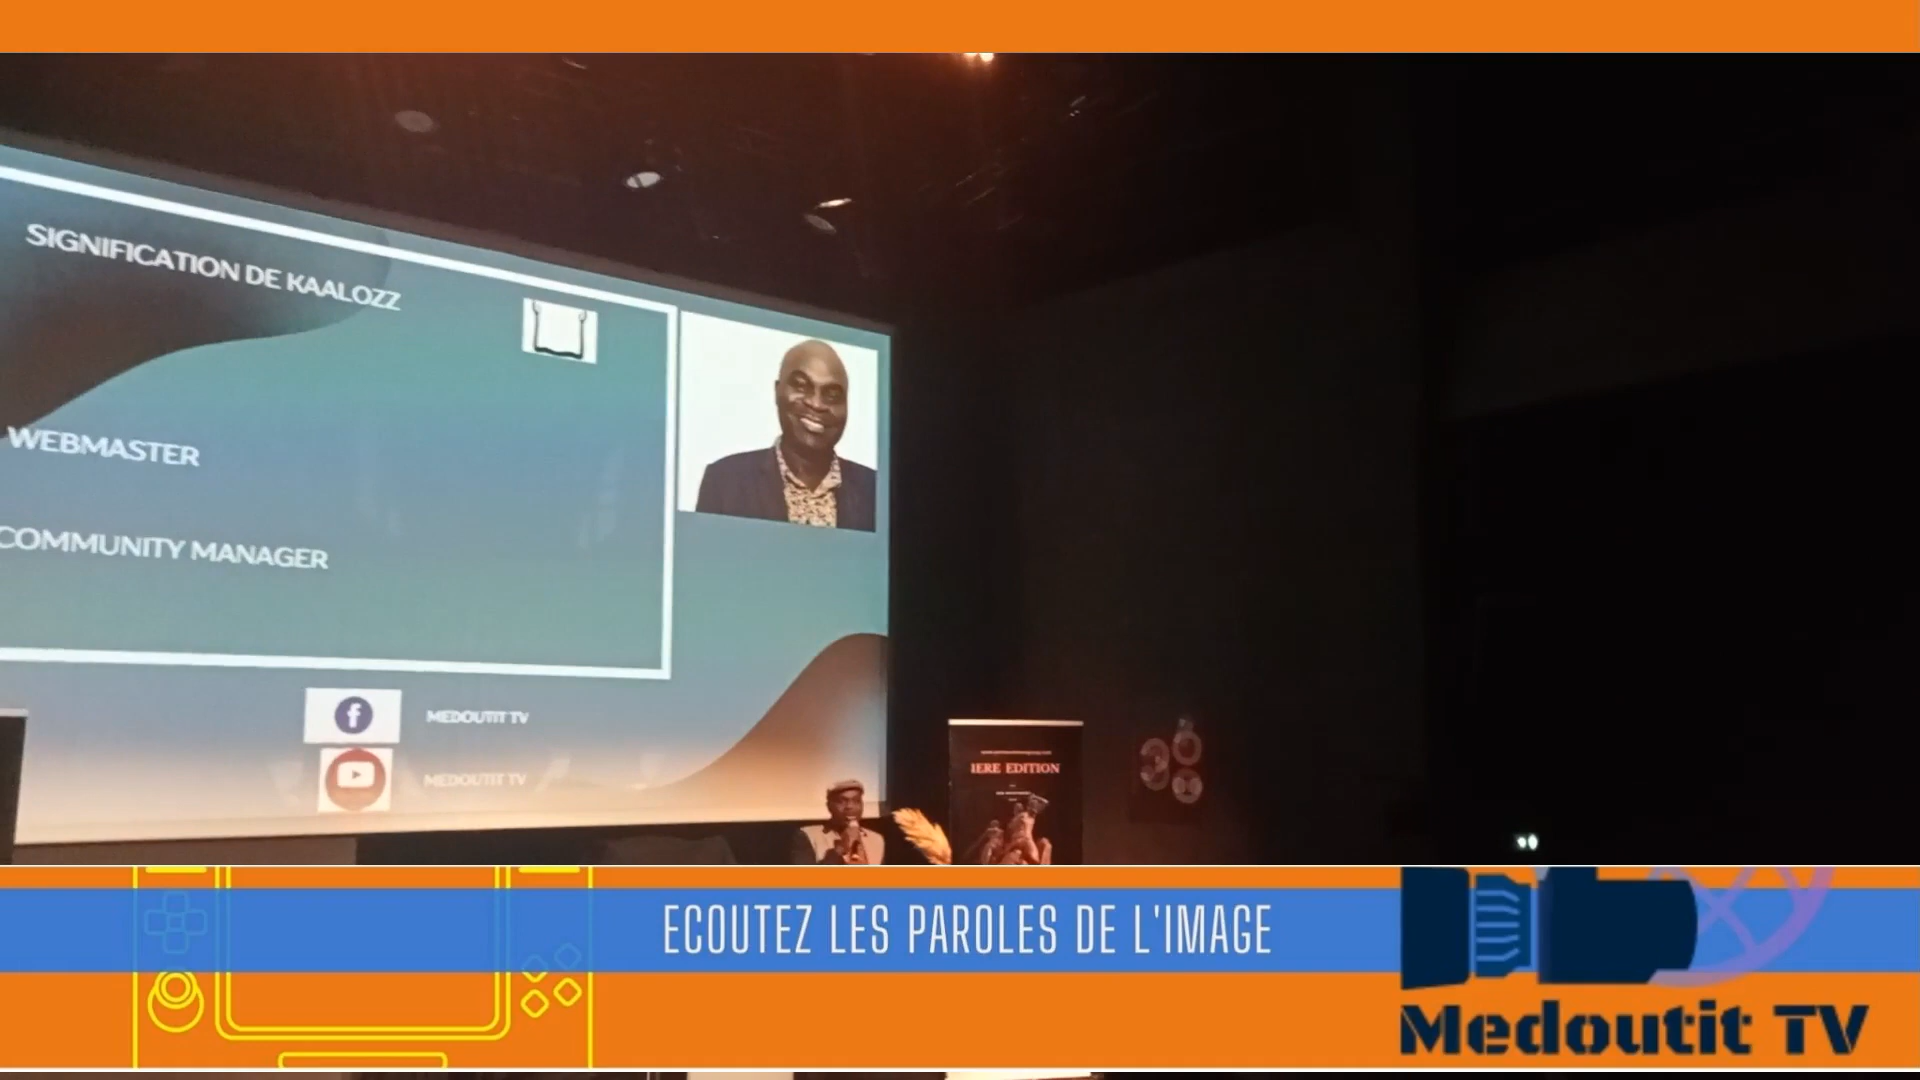 SIGNIFICATION DE KAALOZZ
WEBMASTER
COMMUNITY MANAGER
MEDOUTIT TV
MEDOUTIT TV
1ERE EDITION
ECOUTEZ LES PAROLES DE L'IMAGE
Medoutit TV